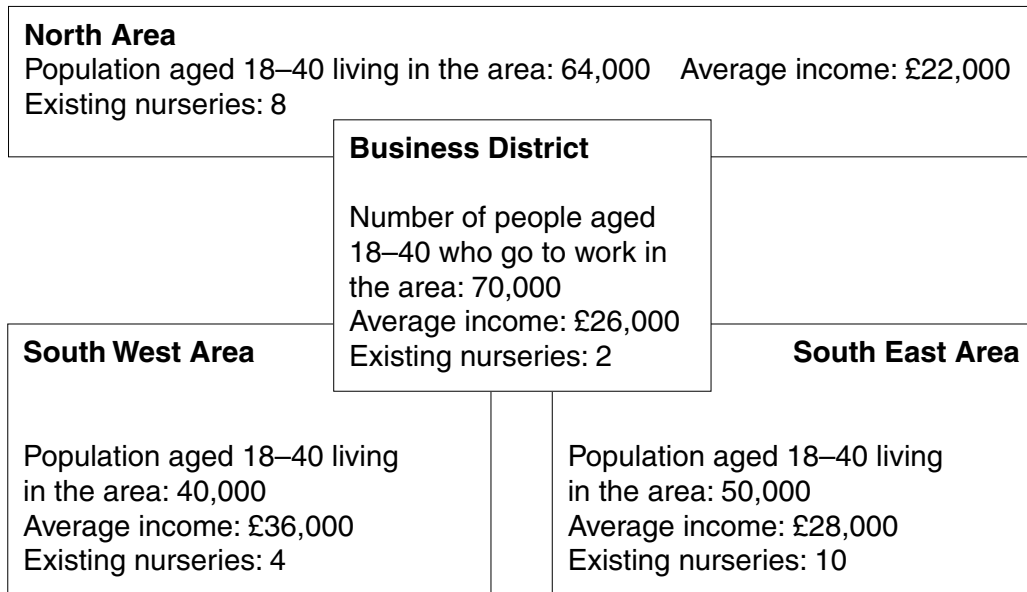 North Area
Population aged 18–40 living in the area: 64,000 Average income: £22,000
Existing nurseries: 8
Business District
Number of people aged
18–40 who go to work in
the area: 70,000
Average income: £26,000
Existing nurseries: 2
South West Area
Population aged 18–40 living
in the area: 40,000
Average income: £36,000
Existing nurseries: 4
South East Area
Population aged 18–40 living
in the area: 50,000
Average income: £28,000
Existing nurseries: 10